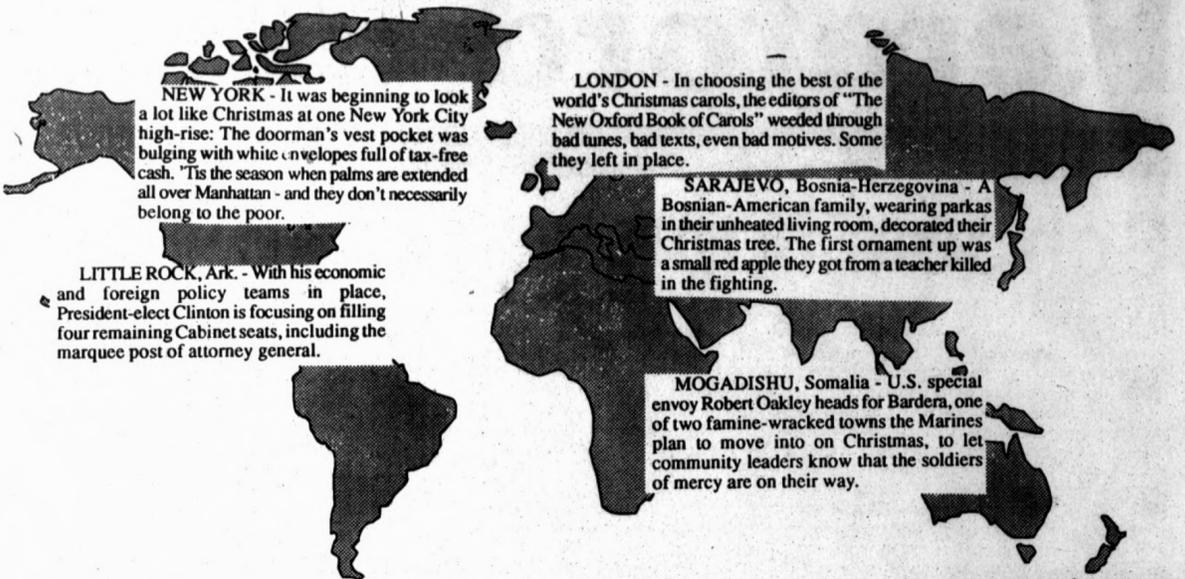 NEW YORK - It was beginning to look
a lot like Christmas at one New York City
high-rise: The doorman's vest pocket was
bulging with white envelopes full of tax-free
cash. 'Tis the season when palms are extended
all over Manhattan - and they don't necessarily
belong to the poor.
LITTLE ROCK, Ark. - With his economic
and foreign policy teams in place,
President-elect Clinton is focusing on filling
four remaining Cabinet seats, including the
marquee post of attorney general.
LONDON - In choosing the best of the
world's Christmas carols, the editors of "The
New Oxford Book of Carols" weeded through
bad tunes, bad texts, even bad motives. Some
they left in place.
SARAJEVO, Bosnia-Herzegovina - A
Bosnian-American family, wearing parkas
in their unheated living room, decorated their
Christmas tree. The first ornament up was
a small red apple they got from a teacher killed
in the fighting.
MOGADISHU, Somalia - U.S. special
envoy Robert Oakley heads for Bardera, one
of two famine-wracked towns the Marines
plan to move into on Christmas, to let
community leaders know that the soldiers
of mercy are on their way.